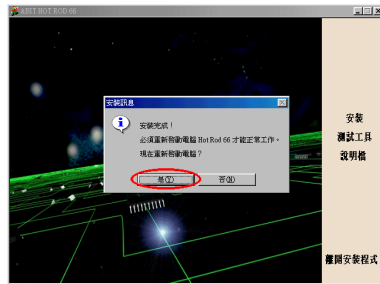 ABIT HOT ROD 66
安裝訊息
安裝完成！
必須重新啟動電腦 Hot Rod 66 才能正常工作。
現在重新啟動電腦？
是(Y)
否(N)
安裝
測試工具
說明檔
離開安裝程式